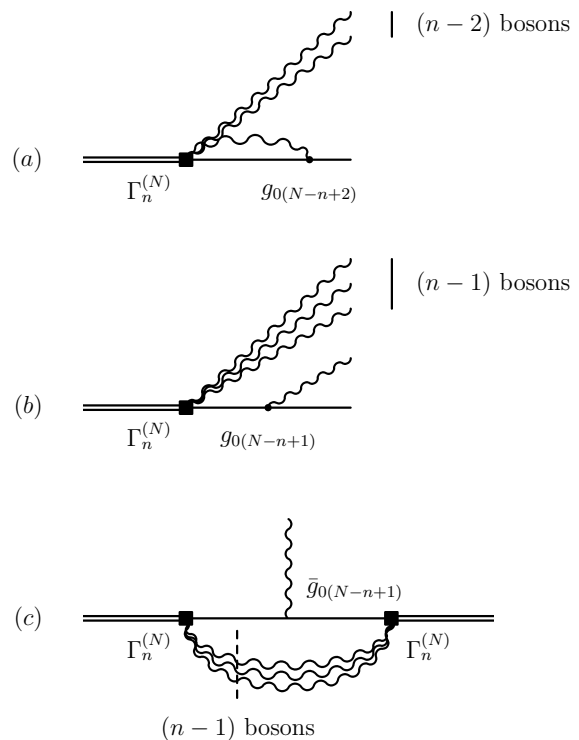 (n − 2) bosons
(a)
Γ_n^{(N)}
g_{0(N−n+2)}
(n − 1) bosons
(b)
Γ_n^{(N)}
g_{0(N−n+1)}
ḡ_{0(N−n+1)}
(c)
Γ_n^{(N)} Γ_n^{(N)}
(n − 1) bosons